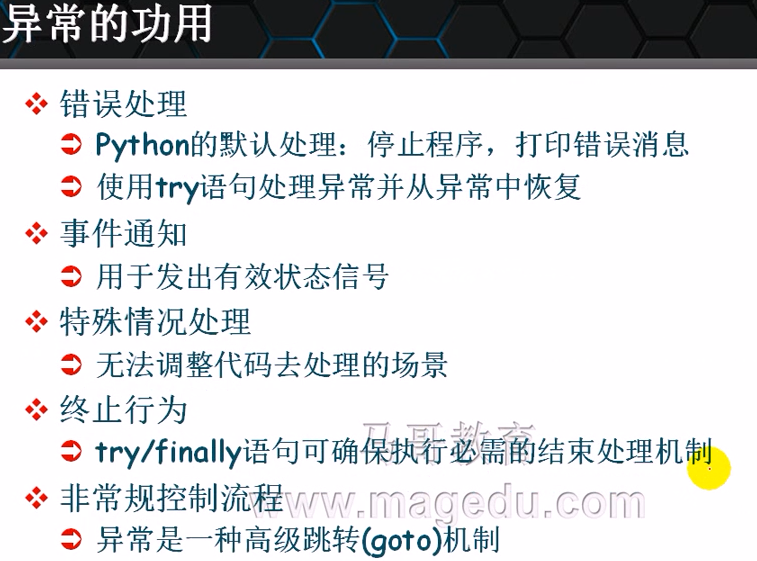 异常的功用
错误处理
Python的默认处理：停止程序，打印错误消息
使用try语句处理异常并从异常中恢复
事件通知
用于发出有效状态信号
特殊情况处理
无法调整代码去处理的场景
终止行为
马哥教育
try/finally语句可确保执行必需的结束处理机制
非常规控制流程
www.magedu.com
异常是一种高级跳转(goto)机制